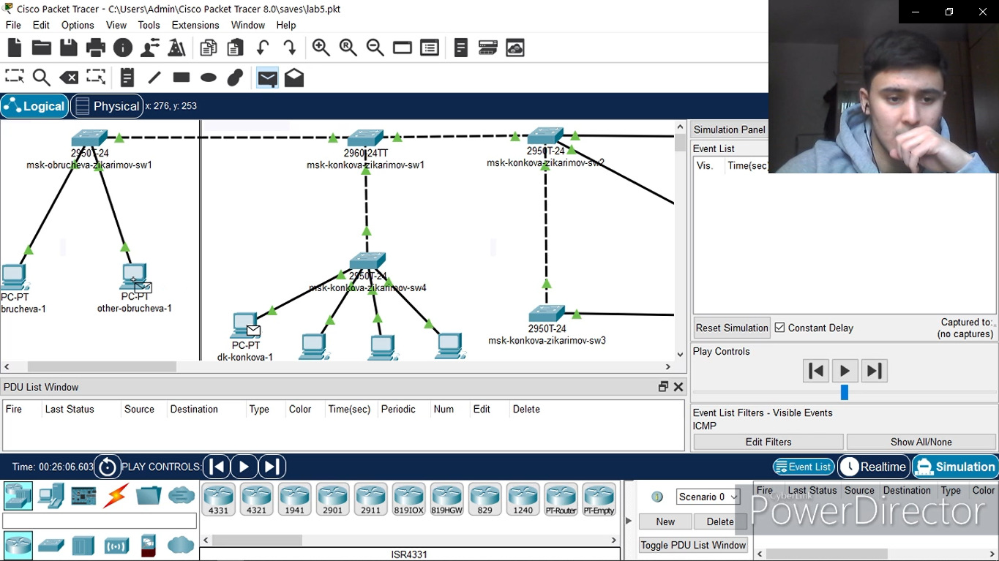 Cisco Packet Tracer - C:\Users\Admin\Cisco Packet Tracer 8.0\saves\lab5.pkt
File Edit Options View Tools Extensions Window Help
Logical Physical x: 276, y: 253
2950T-24
msk-obrucheva-zikarimov-sw1
2960-24TT
msk-konkova-zikarimov-sw1
2950T-24
msk-konkova-zikarimov-sw2
2950T-24
msk-konkova-zikarimov-sw4
PC-PT
brucheva-1
PC-PT
other-obrucheva-1
PC-PT
dk-konkova-1
2950T-24
msk-konkova-zikarimov-sw3
Simulation Panel
Event List
Vis. Time(sec)
Reset Simulation Constant Delay Captured to:
(no captures)
Play Controls
Event List Filters - Visible Events
ICMP
Edit Filters Show All/None
PDU List Window
Fire Last Status Source Destination Type Color Time(sec) Periodic Num Edit Delete
Time: 00:26:06.603 PLAY CONTROLS: Event List Realtime Simulation
4331 4321 1941 2901 2911 819IOX 819HGW 829 1240 PT-Router PT-Empty
ISR4331
Scenario 0
New Delete
Toggle PDU List Window
Fire Last Status Source Destination Type Color
CyberLink
PowerDirector